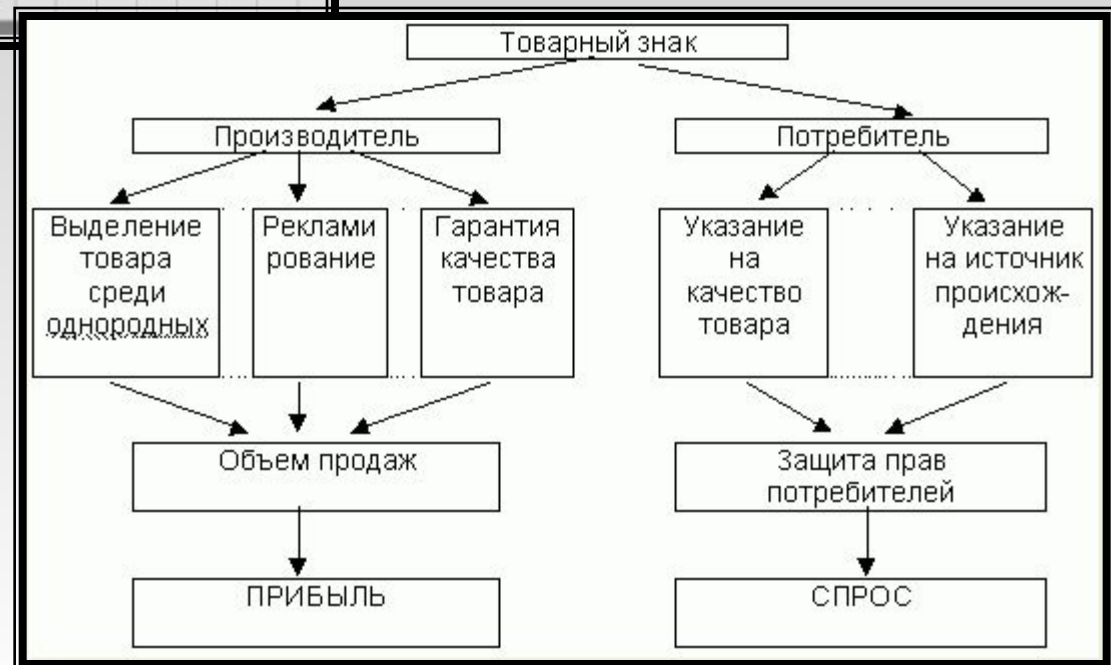 Товарный знак
Производитель
Потребитель
Выделение
товара
среди
однородных
Реклами
рование
Гарантия
качества
товара
Указание
на
качество
товара
Указание
на источник
происхож-
дения
Объем продаж
Защита прав
потребителей
ПРИБЫЛЬ
СПРОС